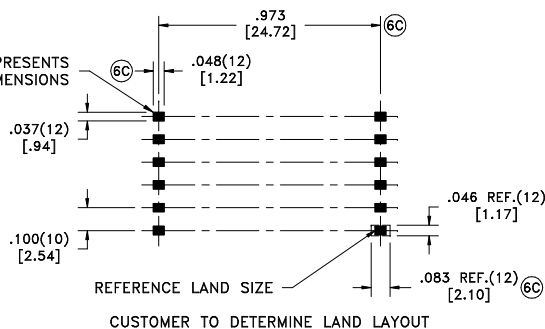 .973
[24.72]
6C
PRESENTS
MENSIONS
6C
.048(12)
[1.22]
.037(12)
[.94]
.100(10)
[2.54]
.046 REF.(12)
[1.17]
.083 REF.(12)
[2.10]
6C
REFERENCE LAND SIZE
CUSTOMER TO DETERMINE LAND LAYOUT